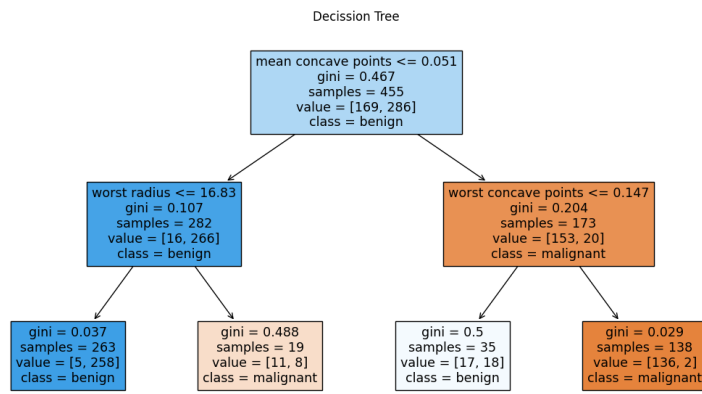 Decission Tree
mean concave points <= 0.051
gini = 0.467
samples = 455
value = [169, 286]
class = benign
worst radius <= 16.83
gini = 0.107
samples = 282
value = [16, 266]
class = benign
worst concave points <= 0.147
gini = 0.204
samples = 173
value = [153, 20]
class = malignant
gini = 0.037
samples = 263
value = [5, 258]
class = benign
gini = 0.488
samples = 19
value = [11, 8]
class = malignant
gini = 0.5
samples = 35
value = [17, 18]
class = benign
gini = 0.029
samples = 138
value = [136, 2]
class = malignant